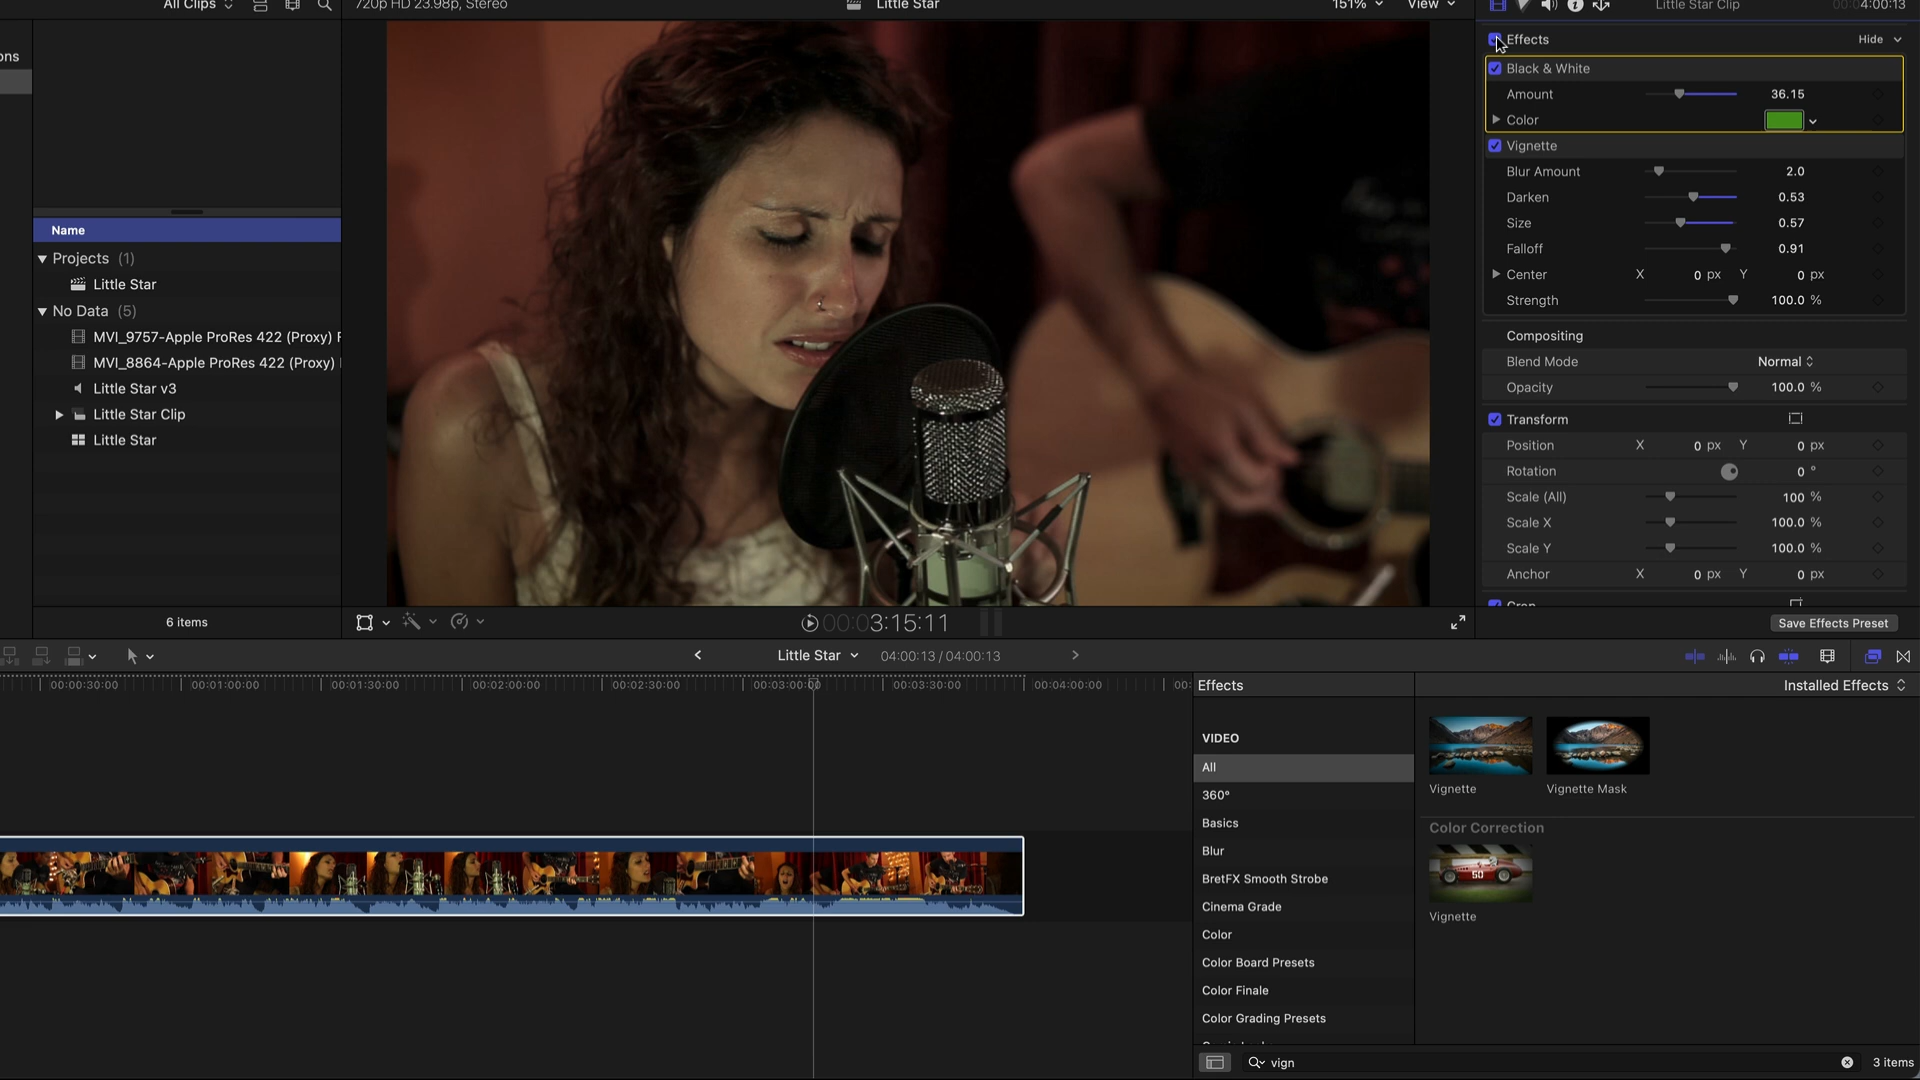 All Clips
720p HD 23.98p, Stereo
Little Star
151%
View
Little Star Clip
00:04:00:13
ons
Name
Projects (1)
Little Star
No Data (5)
MVI_9757-Apple ProRes 422 (Proxy) F
MVI_8864-Apple ProRes 422 (Proxy)
Little Star v3
Little Star Clip
Little Star
6 items
00:03:15:11
Effects
Hide
Black & White
Amount 36.15
Color
Vignette
Blur Amount 2.0
Darken 0.53
Size 0.57
Falloff 0.91
Center X 0 px Y 0 px
Strength 100.0 %
Compositing
Blend Mode Normal
Opacity 100.0 %
Transform
Position X 0 px Y 0 px
Rotation 0 °
Scale (All) 100 %
Scale X 100.0 %
Scale Y 100.0 %
Anchor X 0 px Y 0 px
Crop
Save Effects Preset
Little Star
04:00:13 / 04:00:13
00:00:30:00
00:01:00:00
00:01:30:00
00:02:00:00
00:02:30:00
00:03:00:00
00:03:30:00
00:04:00:00
00:
Effects
Installed Effects
VIDEO
All
360°
Basics
Blur
BretFX Smooth Strobe
Cinema Grade
Color
Color Board Presets
Color Finale
Color Grading Presets
Vignette
Vignette Mask
Color Correction
50
Vignette
vign
3 items